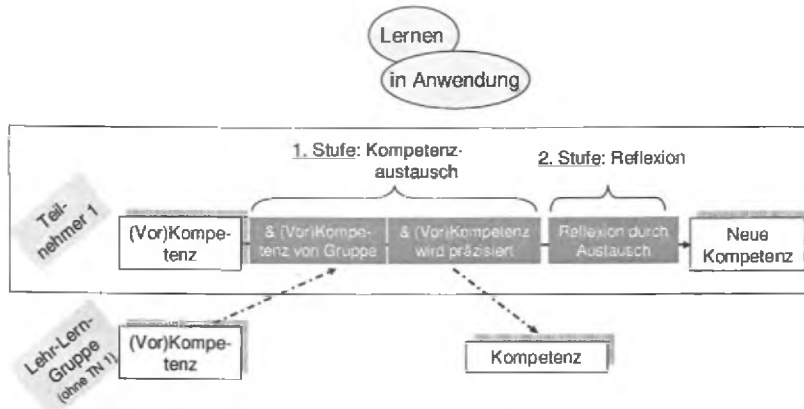 Lernen
in Anwendung
1. Stufe: Kompetenz-
austausch
2. Stufe: Reflexion
Teil-
nehmer 1
(Vor)Kompe-
tenz
& (Vor)Kompe-
tenz von Gruppe
& (Vor)Kompetenz
wird präzisiert
Reflexion durch
Austausch
Neue
Kompetenz
Lehr-Lern-
Gruppe
(ohne TN 1)
(Vor)Kompe-
tenz
Kompetenz